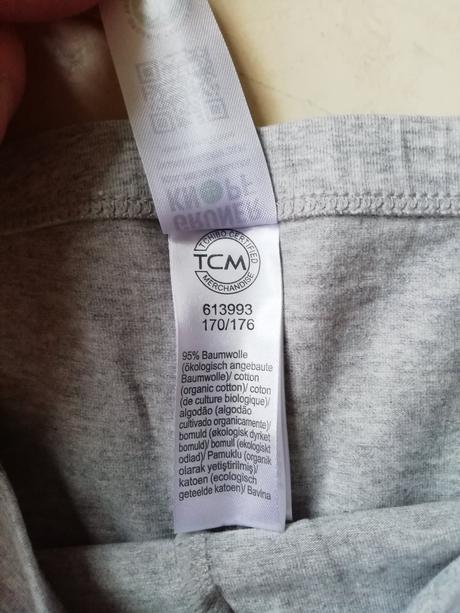 GRÜNER
KNOPF
TCHIBO CERTIFIED
TCM
MERCHANDISE
613993
170/176
95% Baumwolle
(ökologisch angebaute
Baumwolle)/ cotton
(organic cotton)/ coton
(de culture biologique)/
algodão (algodão
cultivado organicamente)/
bomuld (økologisk dyrket
bomuld)/ bomull (ekologiskt
odlad)/ Pamuklu (organik
olarak yetiştirilmiş)/
katoen (ecologisch
geteelde katoen)/ Bavlna